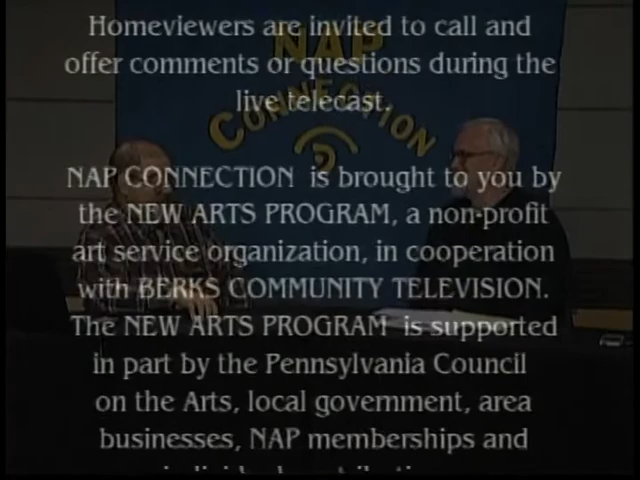 Homeviewers are invited to call and
offer comments or questions during the
live telecast.
NAP
CONNECTION
NAP CONNECTION is brought to you by
the NEW ARTS PROGRAM, a non-profit
art service organization, in cooperation
with BERKS COMMUNITY TELEVISION.
The NEW ARTS PROGRAM is supported
in part by the Pennsylvania Council
on the Arts, local government, area
businesses, NAP memberships and